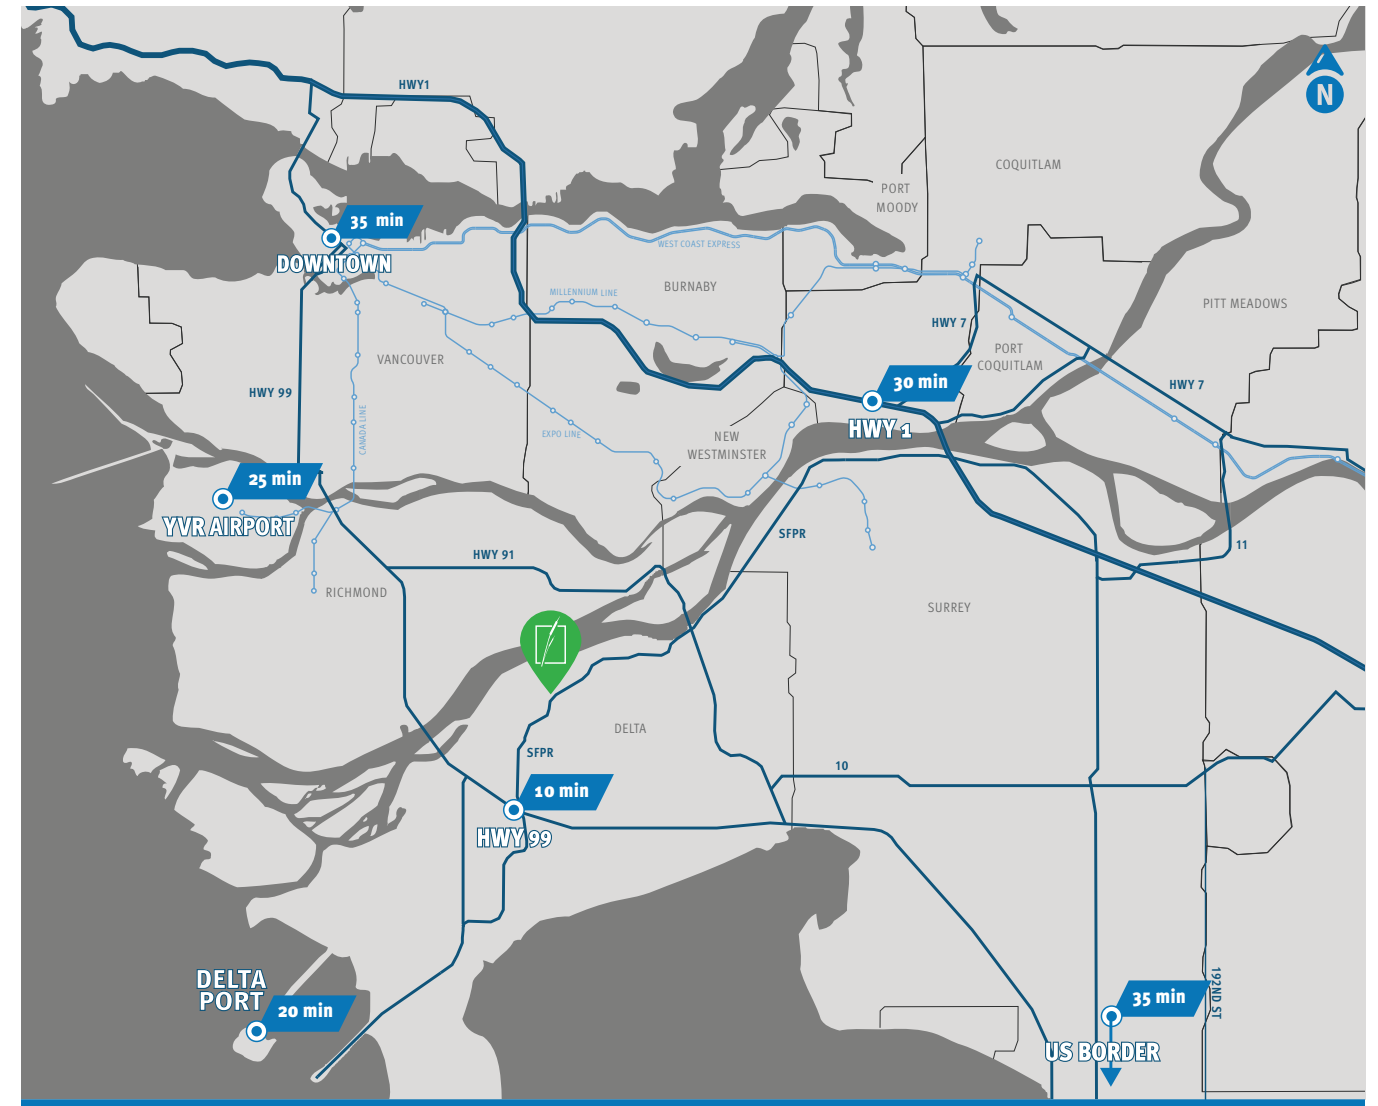 HWY1
N
COQUITLAM
PORT
MOODY
35 min
DOWNTOWN
WEST COAST EXPRESS
BURNABY
MILLENNIUM LINE
PITT MEADOWS
HWY 7
VANCOUVER
PORT
COQUITLAM
30 min
HWY 7
HWY 99
CANADA LINE
HWY 1
EXPO LINE
NEW
WESTMINSTER
25 min
YVR AIRPORT
SFPR
11
HWY 91
RICHMOND
SURREY
DELTA
SFPR
10
10 min
HWY 99
DELTA
PORT
20 min
35 min
192ND ST
US BORDER